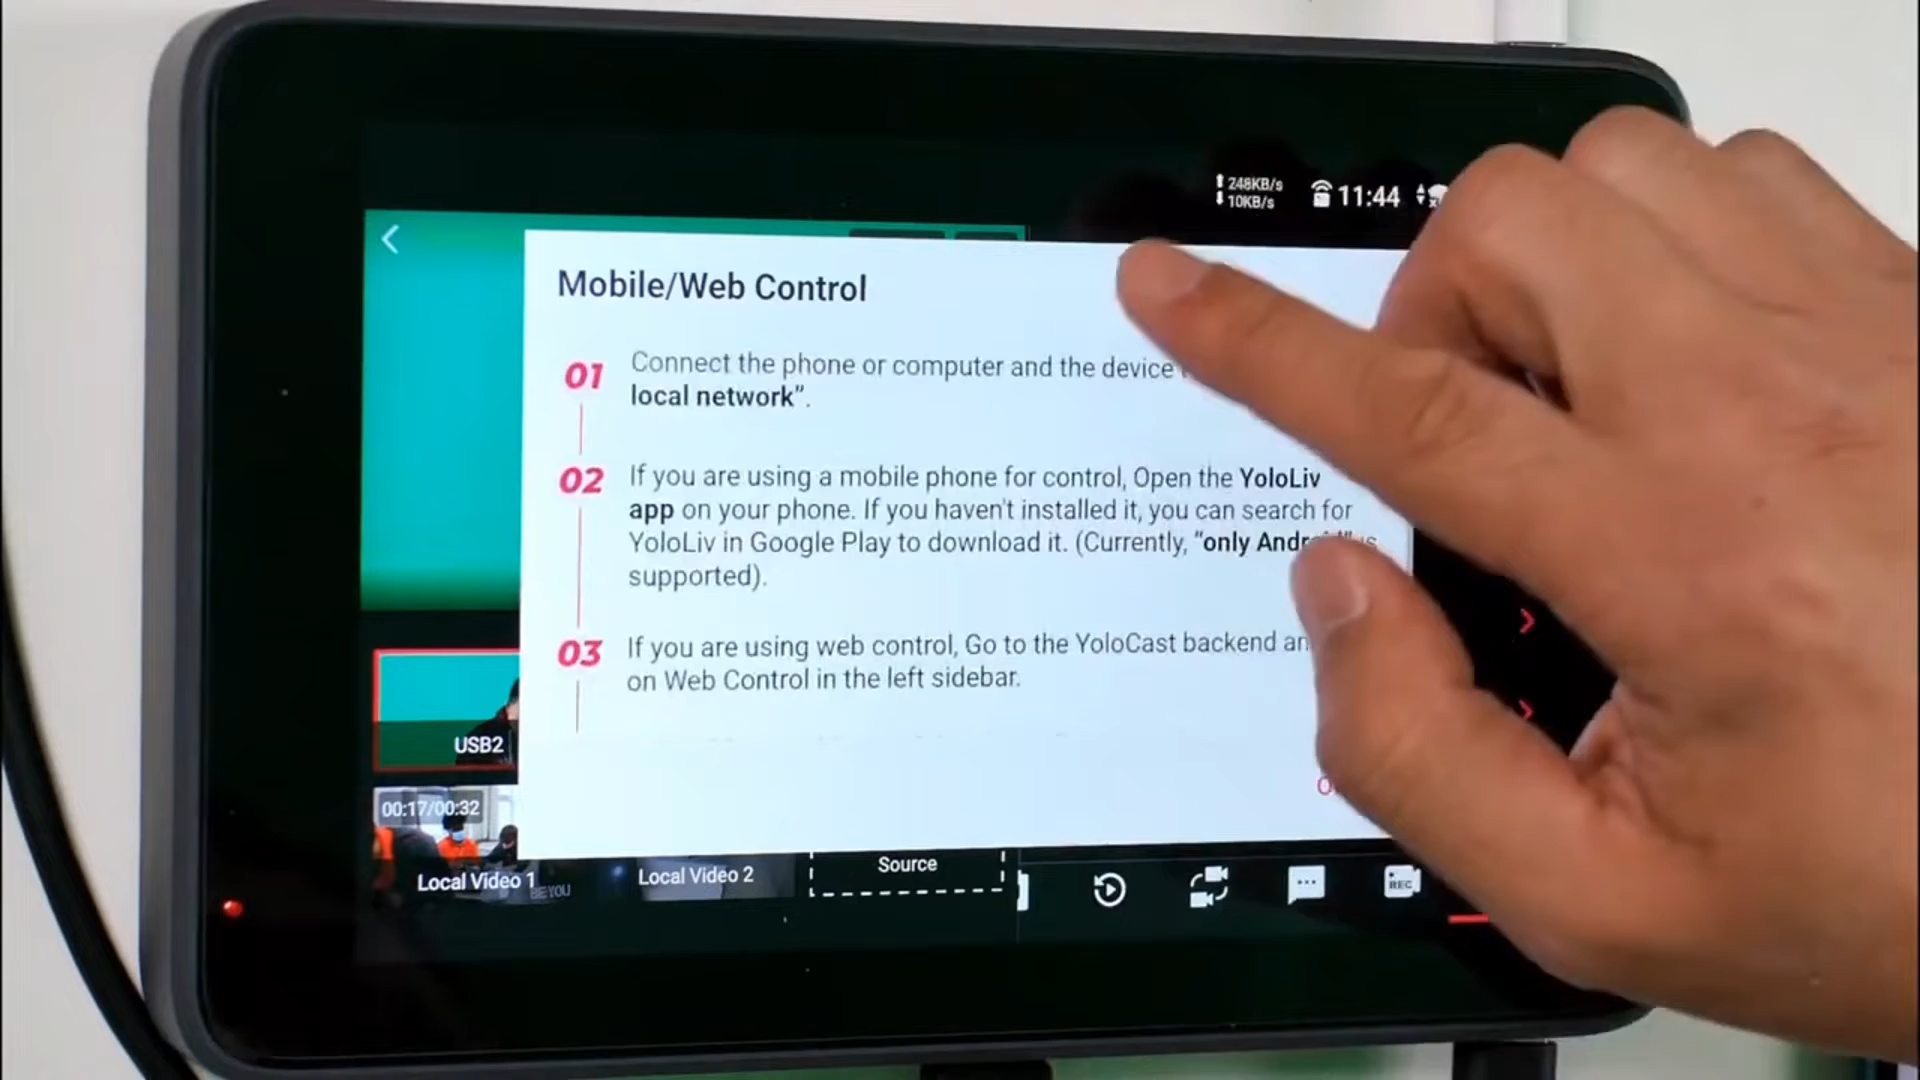 248KB/s
10KB/s
11:44
Mobile/Web Control
01
Connect the phone or computer and the device
local network”.
02
If you are using a mobile phone for control, Open the YoloLiv
app on your phone. If you haven't installed it, you can search for
YoloLiv in Google Play to download it. (Currently, “only
supported).
03
If you are using web control, Go to the YoloCast backend
on Web Control in the left sidebar.
USB2
00:17/00:32
Local Video 1
Local Video 2
Source
REC